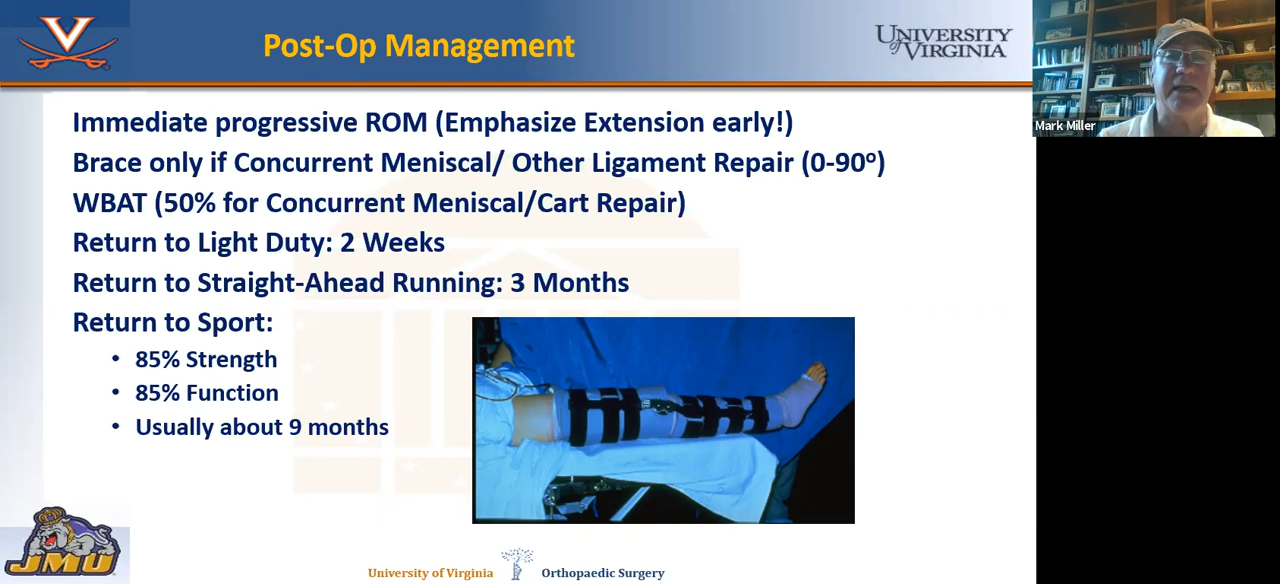 Post-Op Management
UNIVERSITY
of VIRGINIA
Mark Miller
Immediate progressive ROM (Emphasize Extension early!)
Brace only if Concurrent Meniscal/ Other Ligament Repair (0-90º)
WBAT (50% for Concurrent Meniscal/Cart Repair)
Return to Light Duty: 2 Weeks
Return to Straight-Ahead Running: 3 Months
Return to Sport:
• 85% Strength
• 85% Function
• Usually about 9 months
JMU
University of Virginia Orthopaedic Surgery